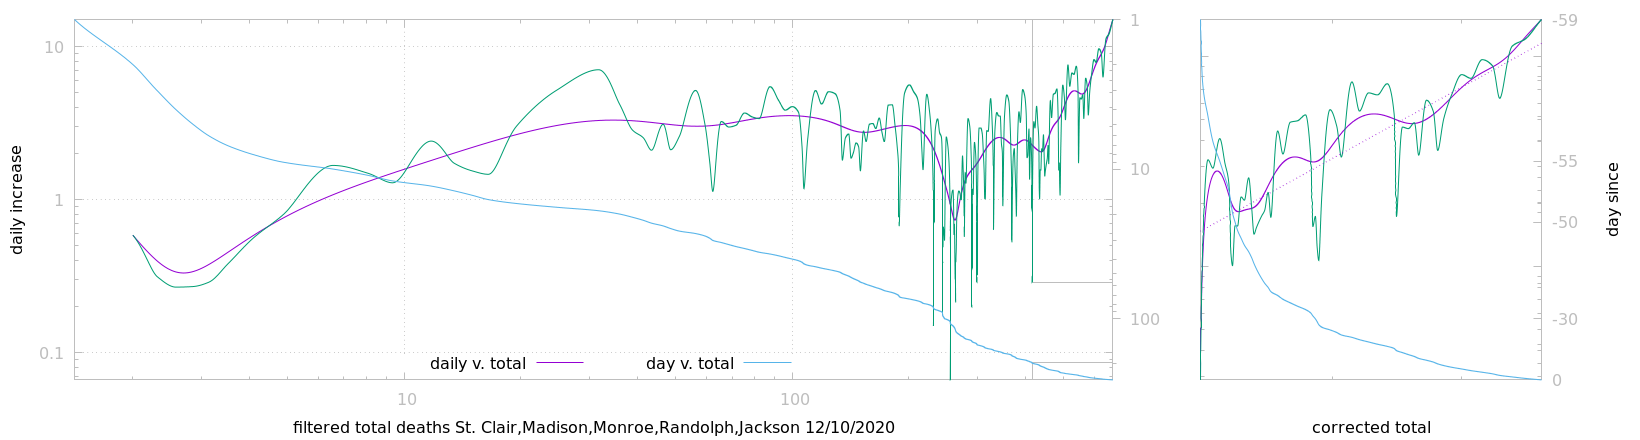 10
1
0.1
daily increase
daily v. total
day v. total
10
100
filtered total deaths St. Clair,Madison,Monroe,Randolph,Jackson 12/10/2020
1
10
100
-59
-55
-50
-30
0
day since
corrected total